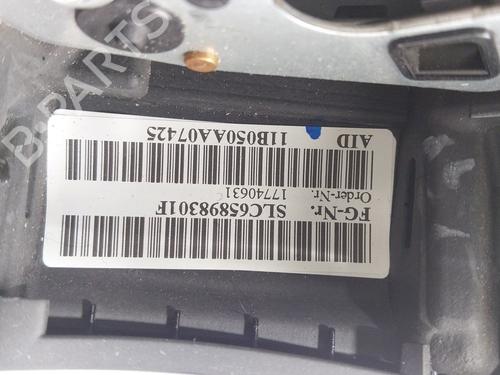 FG-Nr. SLC65898301F
Order-Nr. 17740631
AID 11B050AA07425
B-PARTS